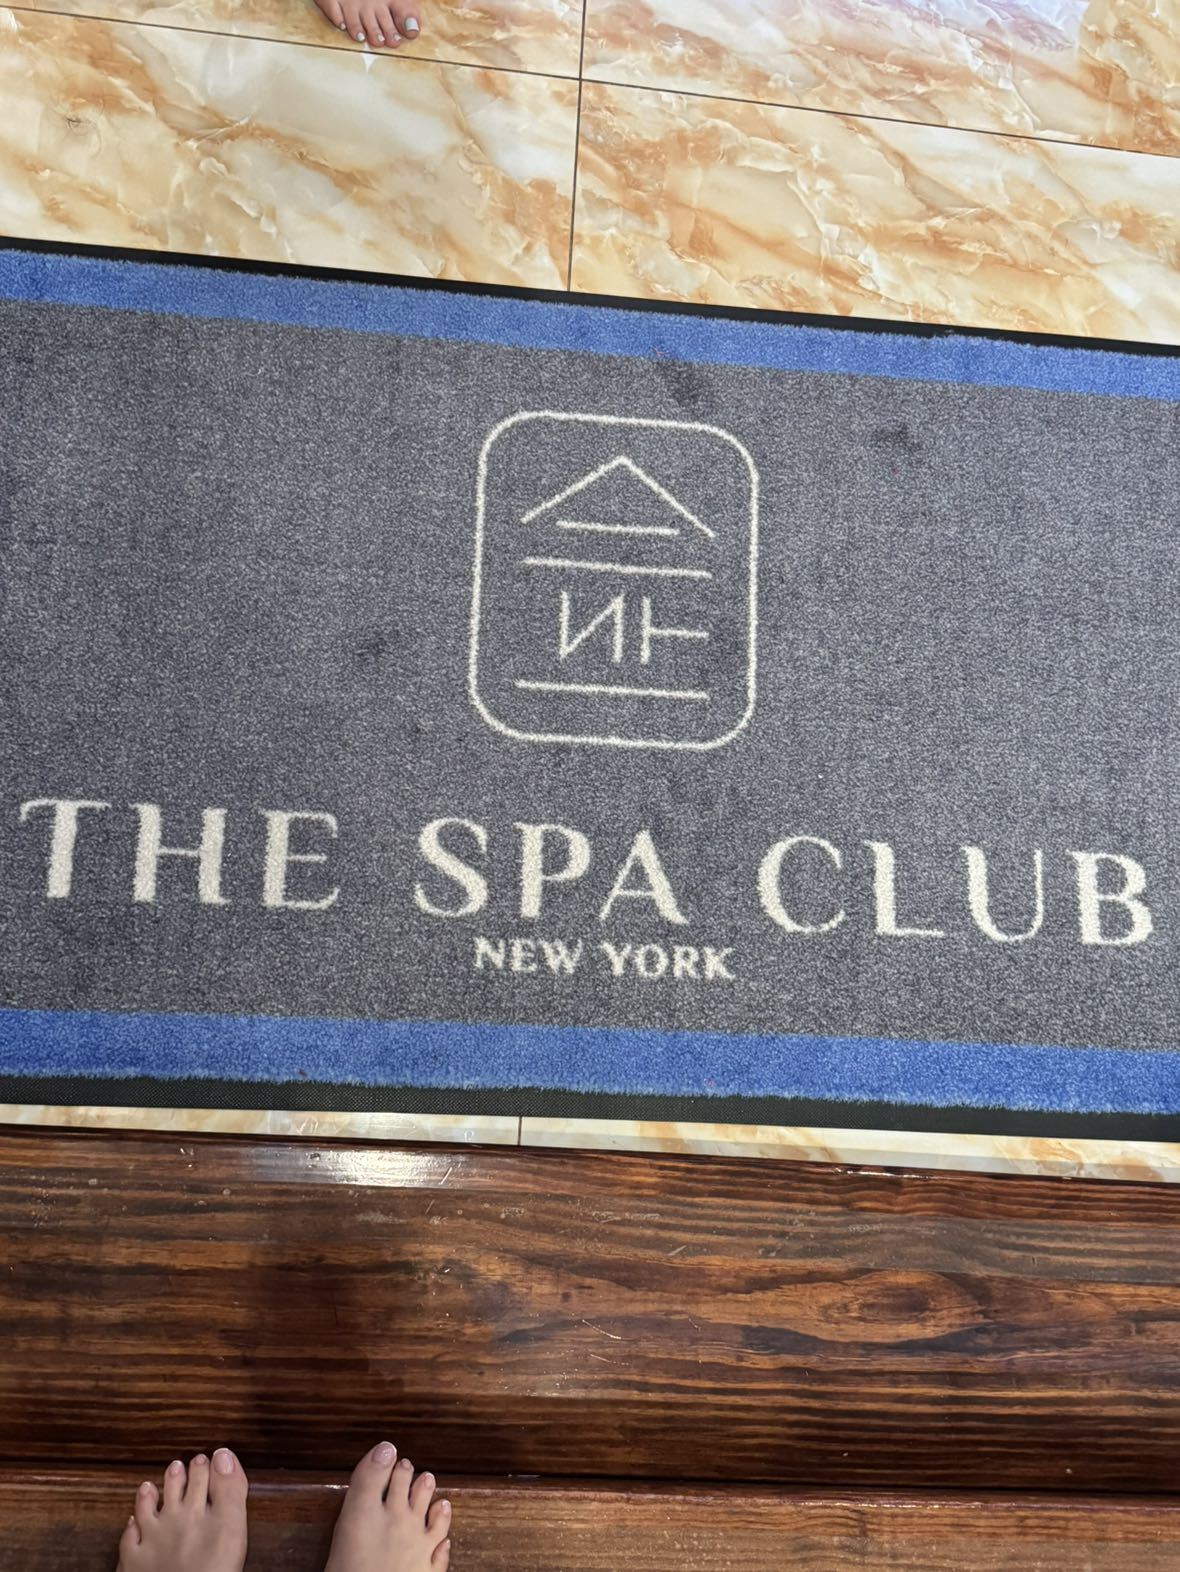 THE SPA CLUB
NEW YORK